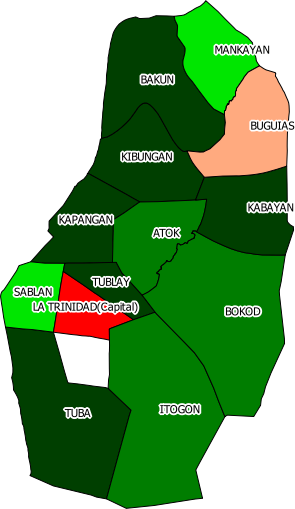 MANKAYAN
BAKUN
BUGUIAS
KIBUNGAN
KABAYAN
KAPANGAN
ATOK
TUBLAY
SABLAN
LA TRINIDAD(Capital)
BOKOD
TUBA
ITOGON